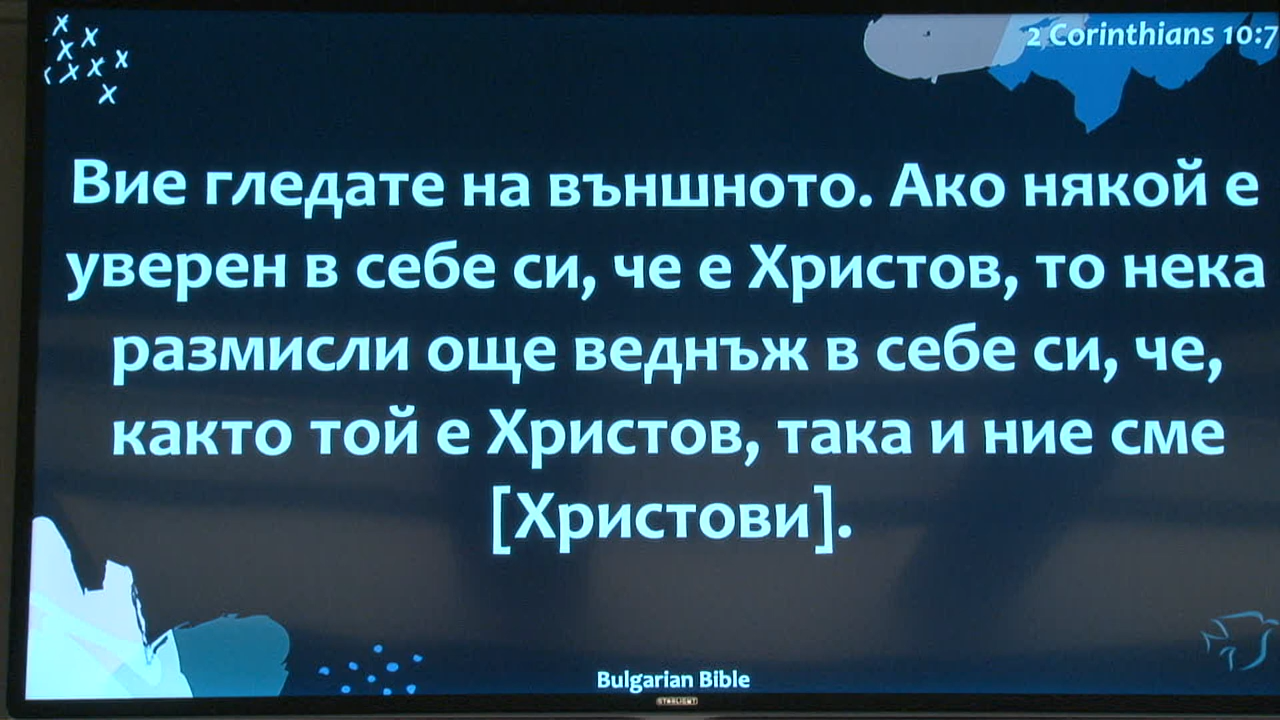 2 Corinthians 10:7
Вие гледате на външното. Ако някой е
уверен в себе си, че е Христов, то нека
размисли още веднъж в себе си, че,
както той е Христов, така и ние сме
[Христови].
Bulgarian Bible
STARLIGHT